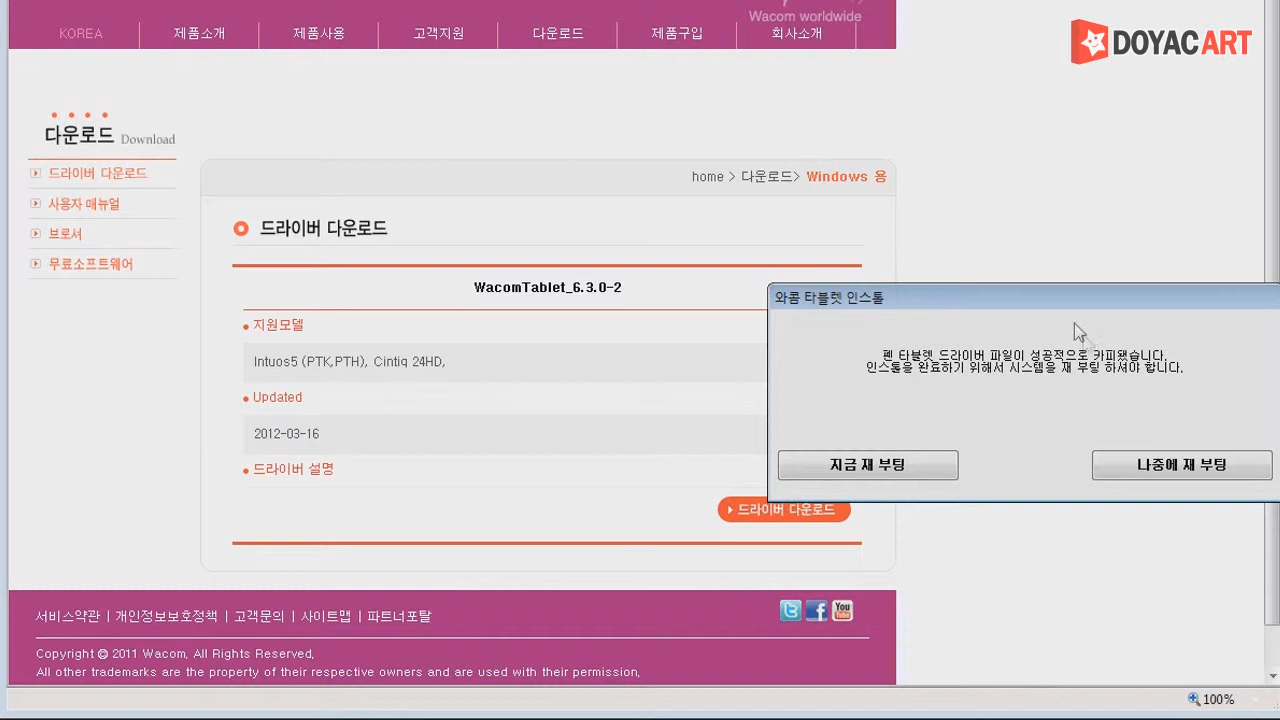 Wacom worldwide
KOREA
제품소개
제품사용
고객지원
다운로드
제품구입
회사소개
DOYACART
다운로드 Download
드라이버 다운로드
사용자 매뉴얼
브로셔
무료소프트웨어
home > 다운로드> Windows 용
드라이버 다운로드
WacomTablet_6.3.0-2
지원모델
Intuos5 (PTK,PTH), Cintiq 24HD,
Updated
2012-03-16
드라이버 설명
드라이버 다운로드
와콤 타블렛 인스톨
펜 타블렛 드라이버 파일이 성공적으로 카피됐습니다.
인스톨을 완료하기 위해서 시스템을 재 부팅 하셔야 합니다.
지금 재 부팅
나중에 재 부팅
서비스약관 | 개인정보보호정책 | 고객문의 | 사이트맵 | 파트너포탈
You
Copyright © 2011 Wacom, All Rights Reserved,
All other trademarks are the property of their respective owners and are used with their permission,
100%